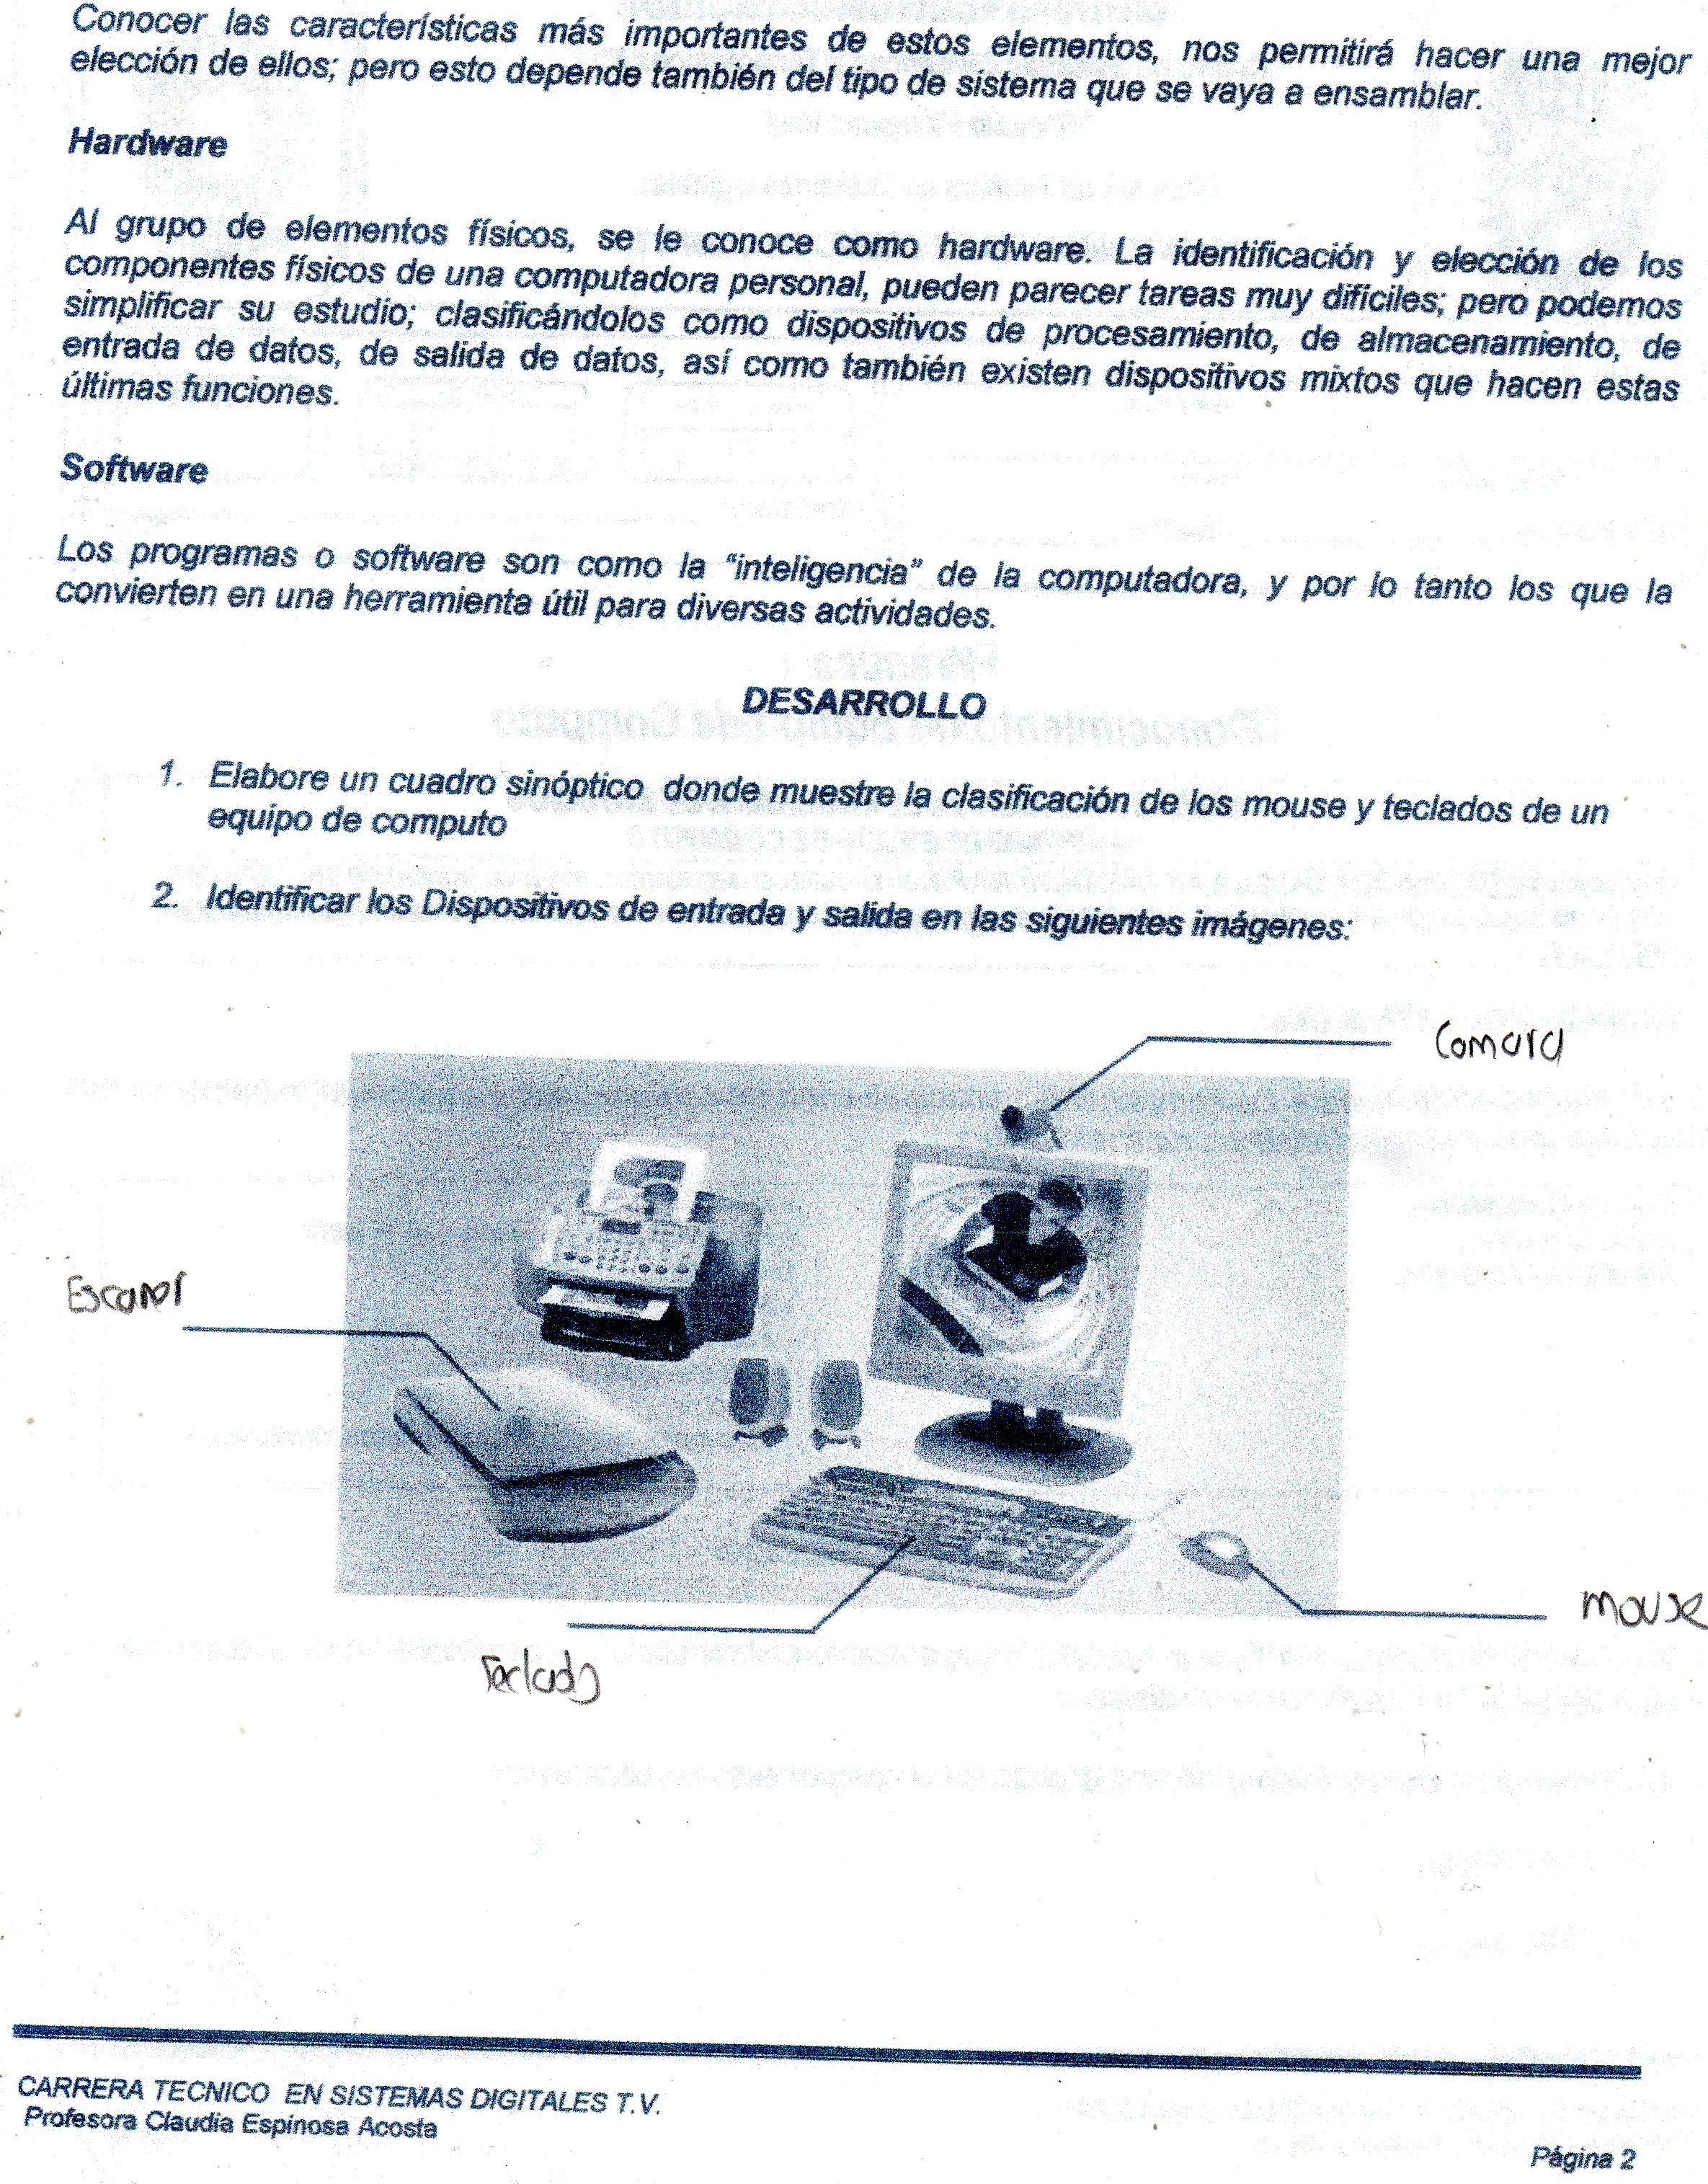 Conocer las características más importantes de estos elementos, nos permitirá hacer una mejor
elección de ellos; pero esto depende también del tipo de sistema que se vaya a ensamblar.
Hardware
Al grupo de elementos físicos, se le conoce como hardware. La identificación y elección de los
componentes físicos de una computadora personal, pueden parecer tareas muy difíciles; pero podemos
simplificar su estudio; clasificándolos como dispositivos de procesamiento, de almacenamiento, de
entrada de datos, de salida de datos, así como también existen dispositivos mixtos que hacen estas
últimas funciones.
Software
Los programas o software son como la "inteligencia" de la computadora, y por lo tanto los que la
convierten en una herramienta útil para diversas actividades.
DESARROLLO
1. Elabore un cuadro sinóptico donde muestre la clasificación de los mouse y teclados de un
equipo de computo
2. Identificar los Dispositivos de entrada y salida en las siguientes imágenes:
Camara
Escaner
mouse
Teclado
CARRERA TECNICO EN SISTEMAS DIGITALES T.V.
Profesora Claudia Espinosa Acosta
Página 2